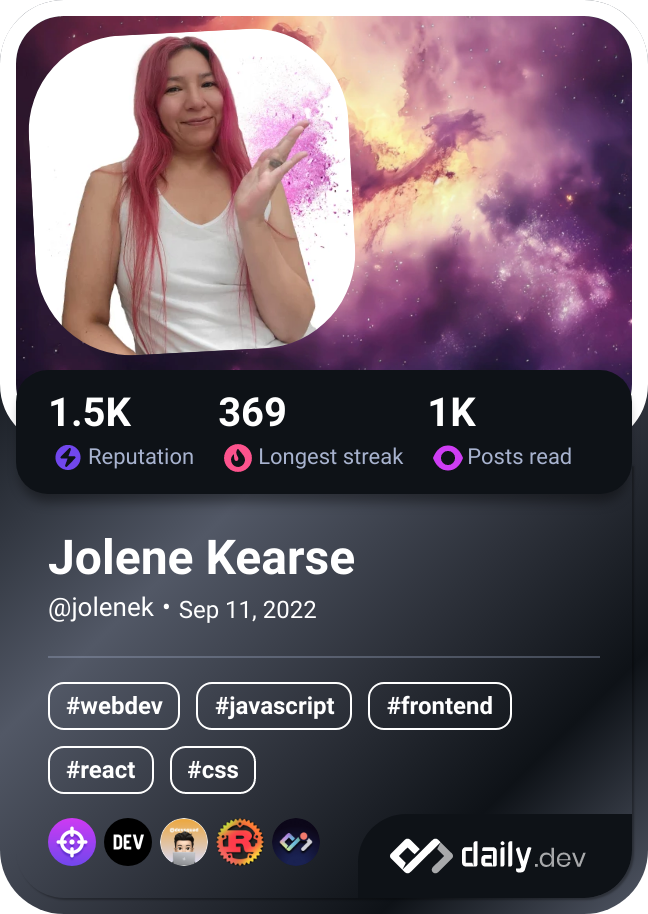 1.5K 369 1K
Reputation Longest streak Posts read
Jolene Kearse
@jolenek • Sep 11, 2022
#webdev #javascript #frontend
#react #css
DEV R daily.dev